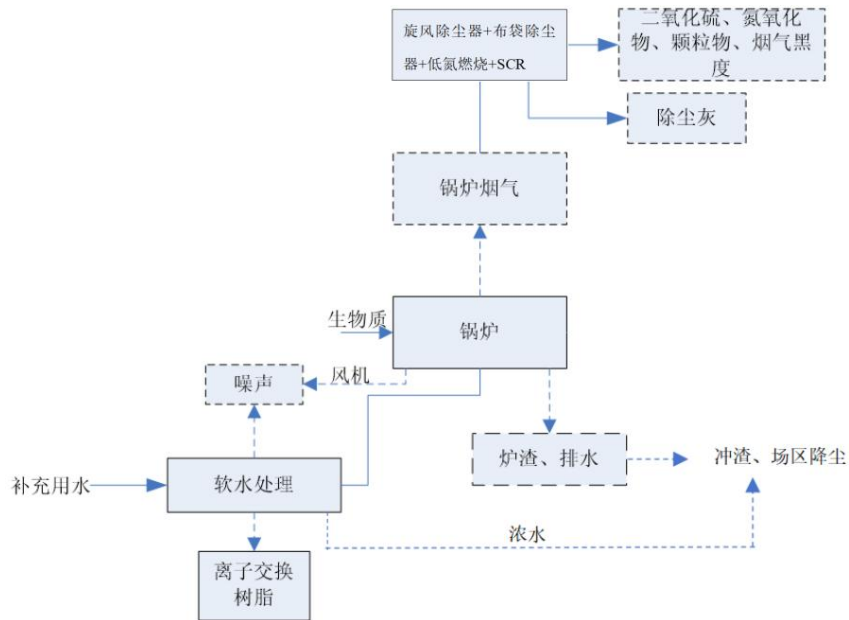 旋风除尘器+布袋除尘
器+低氮燃烧+SCR
二氧化硫、氮氧化
物、颗粒物、烟气黑
度
除尘灰
锅炉烟气
生物质
锅炉
噪声
风机
炉渣、排水
冲渣、场区降尘
补充用水
软水处理
浓水
离子交换
树脂